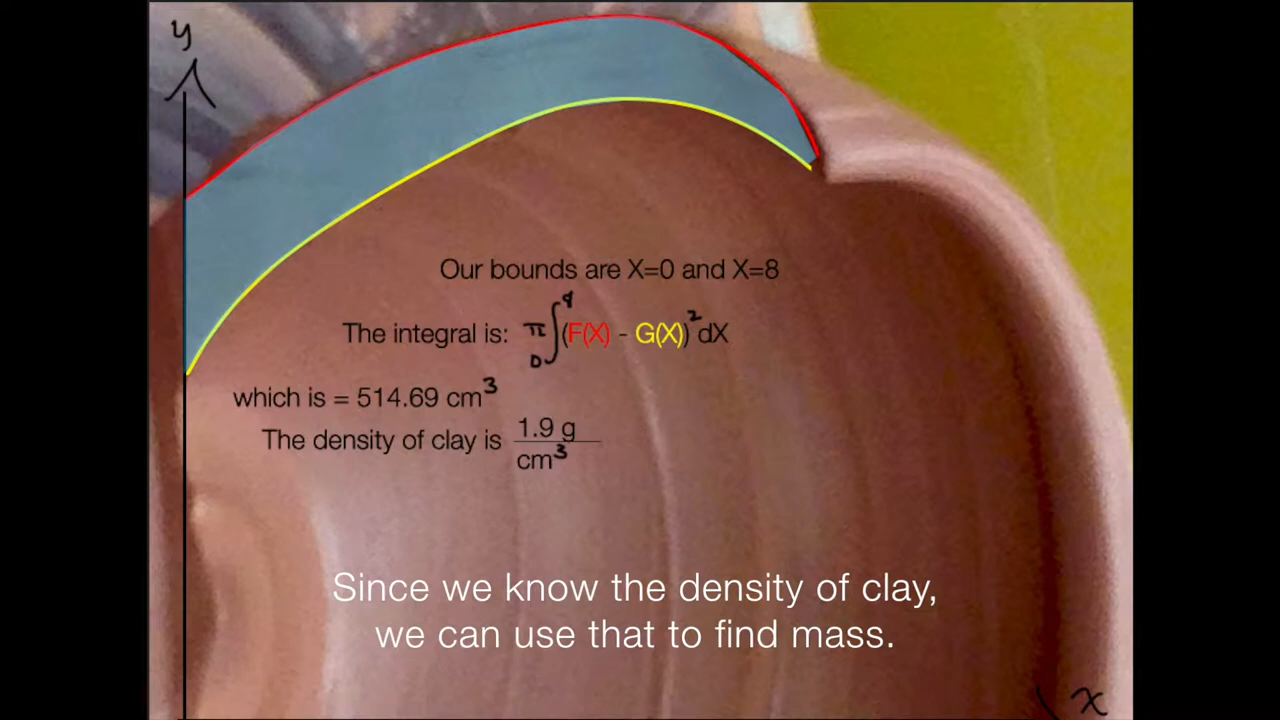 y
Our bounds are X=0 and X=8
The integral is: π∫₀⁸(F(X) - G(X))² dX
which is = 514.69 cm³
The density of clay is 1.9 g
cm³
Since we know the density of clay,
we can use that to find mass.
x